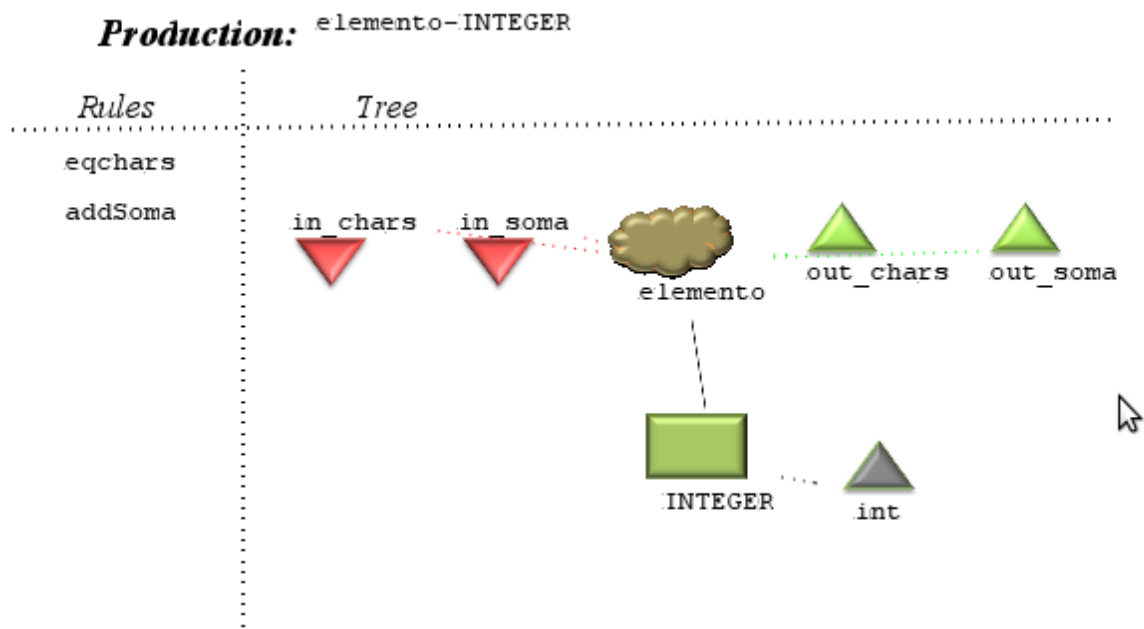 Production: elemento-INTEGER
Rules Tree
eqchars
addSoma
in_chars in_soma
elemento out_chars out_soma
INTEGER int